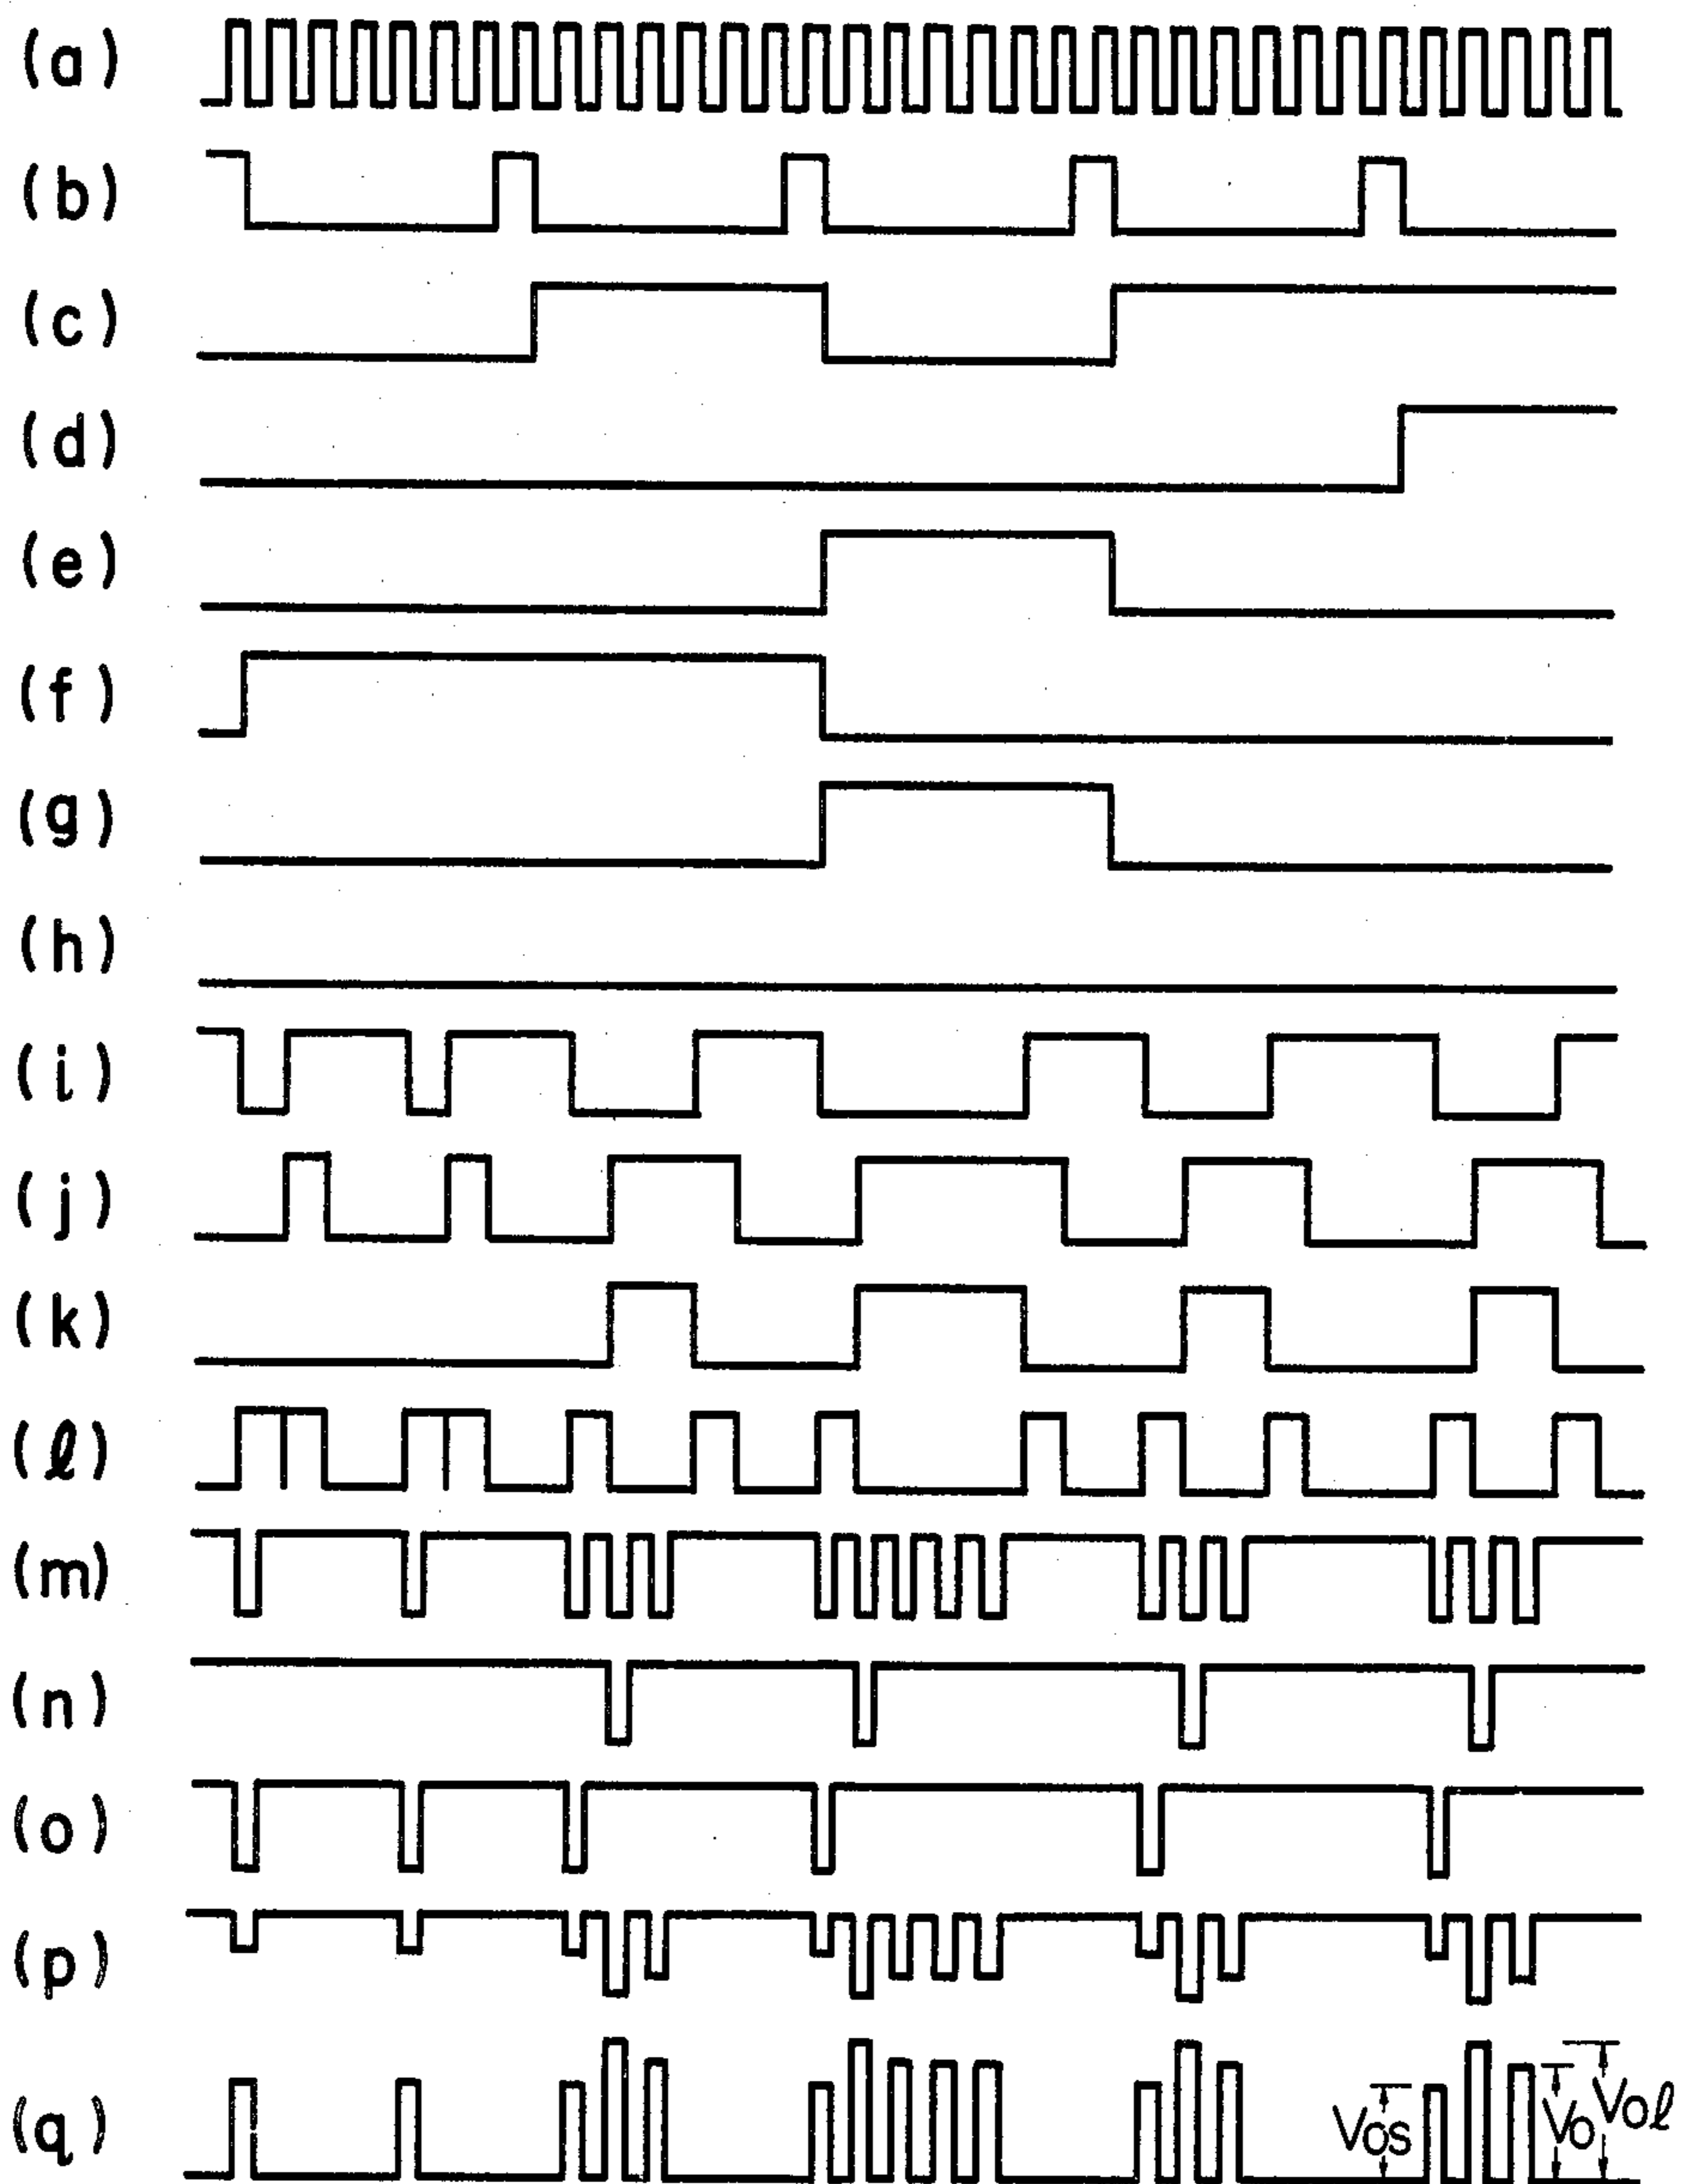 (a)
(b)
(c)
(d)
(e)
(f)
(g)
(h)
(i)
(j)
(k)
(ℓ)
(m)
(n)
(o)
(p)
(q)
Vos Vo Voℓ